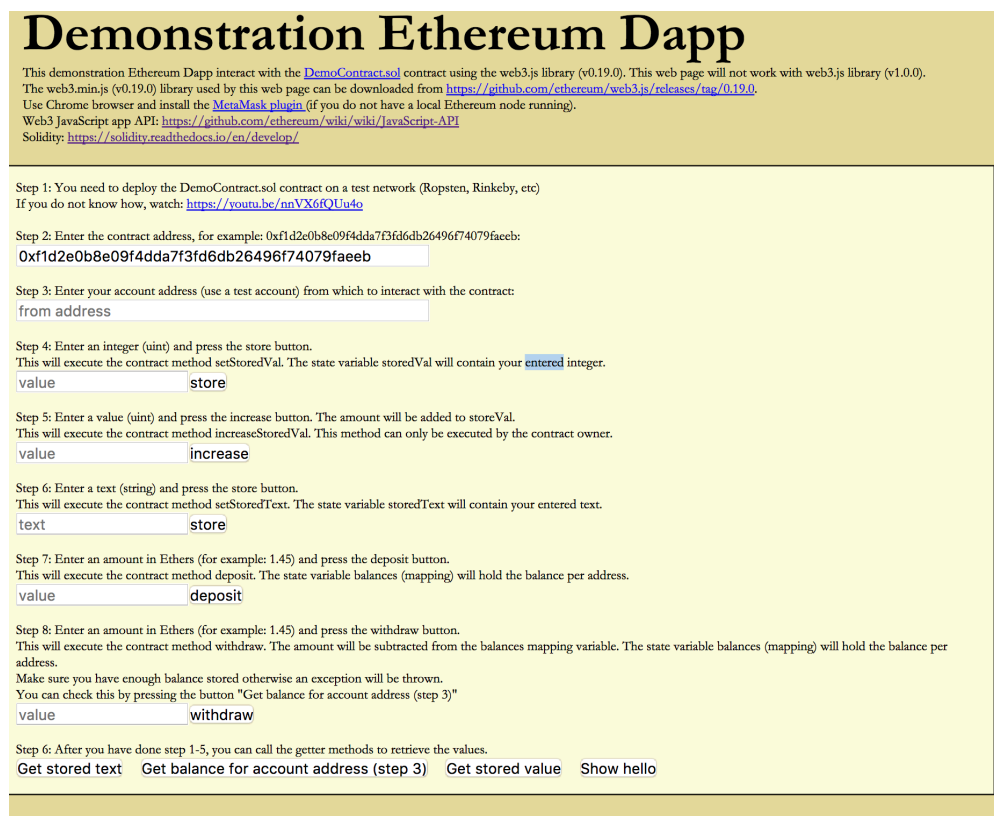 Demonstration Ethereum Dapp
This demonstration Ethereum Dapp interact with the DemoContract.sol contract using the web3.js library (v0.19.0). This web page will not work with web3.js library (v1.0.0).
The web3.min.js (v0.19.0) library used by this web page can be downloaded from https://github.com/ethereum/web3.js/releases/tag/0.19.0.
Use Chrome browser and install the MetaMask plugin (if you do not have a local Ethereum node running).
Web3 JavaScript app API: https://github.com/ethereum/wiki/wiki/JavaScript-API
Solidity: https://solidity.readthedocs.io/en/develop/
Step 1: You need to deploy the DemoContract.sol contract on a test network (Ropsten, Rinkeby, etc)
If you do not know how, watch: https://youtu.be/nnVX6fQUu4o
Step 2: Enter the contract address, for example: 0xf1d2e0b8e09f4dda7f3fd6db26496f74079faeeb:
0xf1d2e0b8e09f4dda7f3fd6db26496f74079faeeb
Step 3: Enter your account address (use a test account) from which to interact with the contract:
from address
Step 4: Enter an integer (uint) and press the store button.
This will execute the contract method setStoredVal. The state variable storedVal will contain your entered integer.
value store
Step 5: Enter a value (uint) and press the increase button. The amount will be added to storeVal.
This will execute the contract method increaseStoredVal. This method can only be executed by the contract owner.
value increase
Step 6: Enter a text (string) and press the store button.
This will execute the contract method setStoredText. The state variable storedText will contain your entered text.
text store
Step 7: Enter an amount in Ethers (for example: 1.45) and press the deposit button.
This will execute the contract method deposit. The state variable balances (mapping) will hold the balance per address.
value deposit
Step 8: Enter an amount in Ethers (for example: 1.45) and press the withdraw button.
This will execute the contract method withdraw. The amount will be subtracted from the balances mapping variable. The state variable balances (mapping) will hold the balance per
address.
Make sure you have enough balance stored otherwise an exception will be thrown.
You can check this by pressing the button "Get balance for account address (step 3)"
value withdraw
Step 6: After you have done step 1-5, you can call the getter methods to retrieve the values.
Get stored text Get balance for account address (step 3) Get stored value Show hello